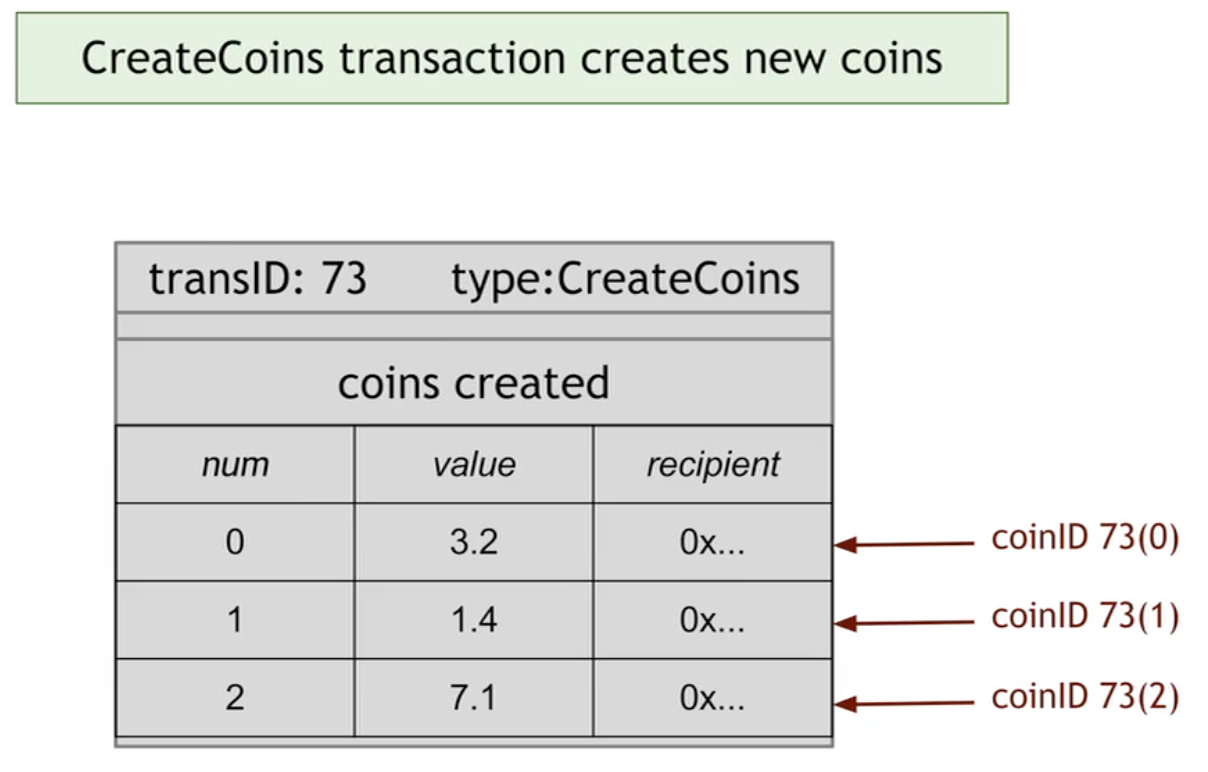 CreateCoins transaction creates new coins
transID: 73 type:CreateCoins
coins created
num value recipient
0 3.2 0x... coinID 73(0)
1 1.4 0x... coinID 73(1)
2 7.1 0x... coinID 73(2)